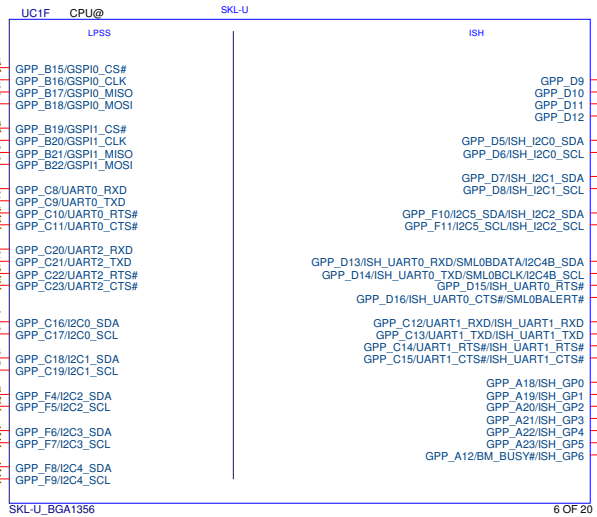 UC1F CPU@ SKL-U
LPSS
ISH
GPP_B15/GSPI0_CS#
GPP_B16/GSPI0_CLK
GPP_B17/GSPI0_MISO
GPP_B18/GSPI0_MOSI
GPP_B19/GSPI1_CS#
GPP_B20/GSPI1_CLK
GPP_B21/GSPI1_MISO
GPP_B22/GSPI1_MOSI
GPP_C8/UART0_RXD
GPP_C9/UART0_TXD
GPP_C10/UART0_RTS#
GPP_C11/UART0_CTS#
GPP_C20/UART2_RXD
GPP_C21/UART2_TXD
GPP_C22/UART2_RTS#
GPP_C23/UART2_CTS#
GPP_C16/I2C0_SDA
GPP_C17/I2C0_SCL
GPP_C18/I2C1_SDA
GPP_C19/I2C1_SCL
GPP_F4/I2C2_SDA
GPP_F5/I2C2_SCL
GPP_F6/I2C3_SDA
GPP_F7/I2C3_SCL
GPP_F8/I2C4_SDA
GPP_F9/I2C4_SCL
GPP_D9
GPP_D10
GPP_D11
GPP_D12
GPP_D5/ISH_I2C0_SDA
GPP_D6/ISH_I2C0_SCL
GPP_D7/ISH_I2C1_SDA
GPP_D8/ISH_I2C1_SCL
GPP_F10/I2C5_SDA/ISH_I2C2_SDA
GPP_F11/I2C5_SCL/ISH_I2C2_SCL
GPP_D13/ISH_UART0_RXD/SML0BDATA/I2C4B_SDA
GPP_D14/ISH_UART0_TXD/SML0BCLK/I2C4B_SCL
GPP_D15/ISH_UART0_RTS#
GPP_D16/ISH_UART0_CTS#/SML0BALERT#
GPP_C12/UART1_RXD/ISH_UART1_RXD
GPP_C13/UART1_TXD/ISH_UART1_TXD
GPP_C14/UART1_RTS#/ISH_UART1_RTS#
GPP_C15/UART1_CTS#/ISH_UART1_CTS#
GPP_A18/ISH_GP0
GPP_A19/ISH_GP1
GPP_A20/ISH_GP2
GPP_A21/ISH_GP3
GPP_A22/ISH_GP4
GPP_A23/ISH_GP5
GPP_A12/BM_BUSY#/ISH_GP6
SKL-U_BGA1356
6 OF 20